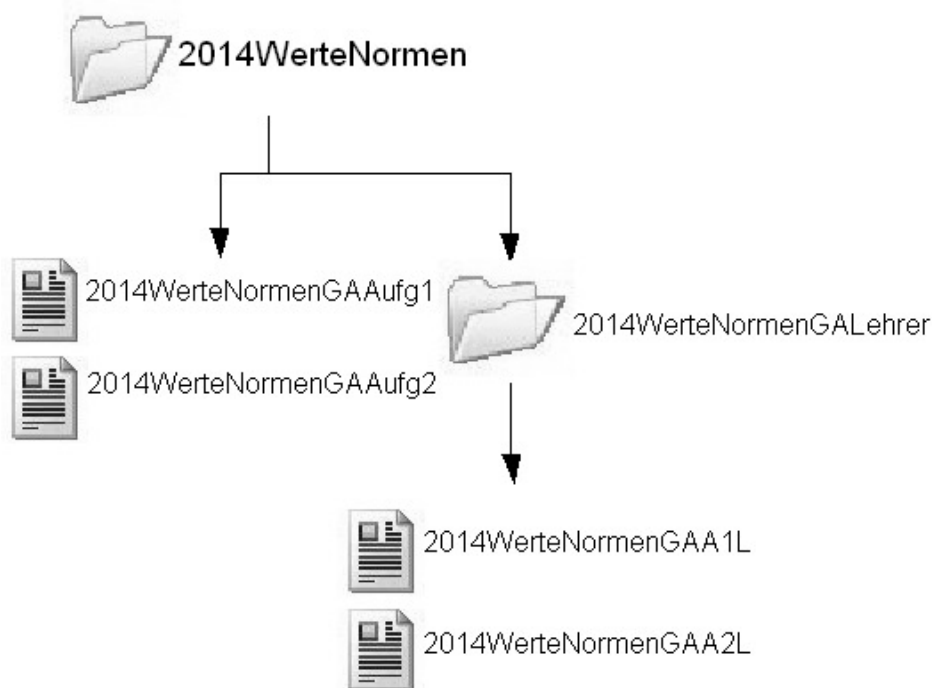 2014WerteNormen
2014WerteNormenGAAufg1
2014WerteNormenGALehrer
2014WerteNormenGAAufg2
2014WerteNormenGAA1L
2014WerteNormenGAA2L